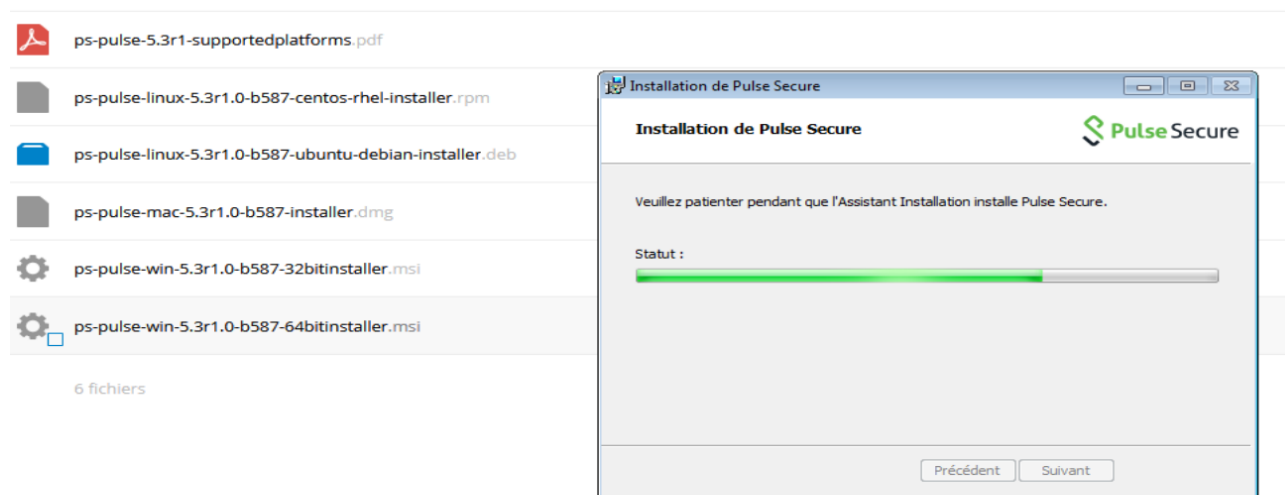 ps-pulse-5.3r1-supportedplatforms.pdf
ps-pulse-linux-5.3r1.0-b587-centos-rhel-installer.rpm
ps-pulse-linux-5.3r1.0-b587-ubuntu-debian-installer.deb
ps-pulse-mac-5.3r1.0-b587-installer.dmg
ps-pulse-win-5.3r1.0-b587-32bitinstaller.msi
ps-pulse-win-5.3r1.0-b587-64bitinstaller.msi
6 fichiers
Installation de Pulse Secure
Installation de Pulse Secure
Pulse Secure
Veuillez patienter pendant que l'Assistant Installation installe Pulse Secure.
Statut :
Précédent
Suivant